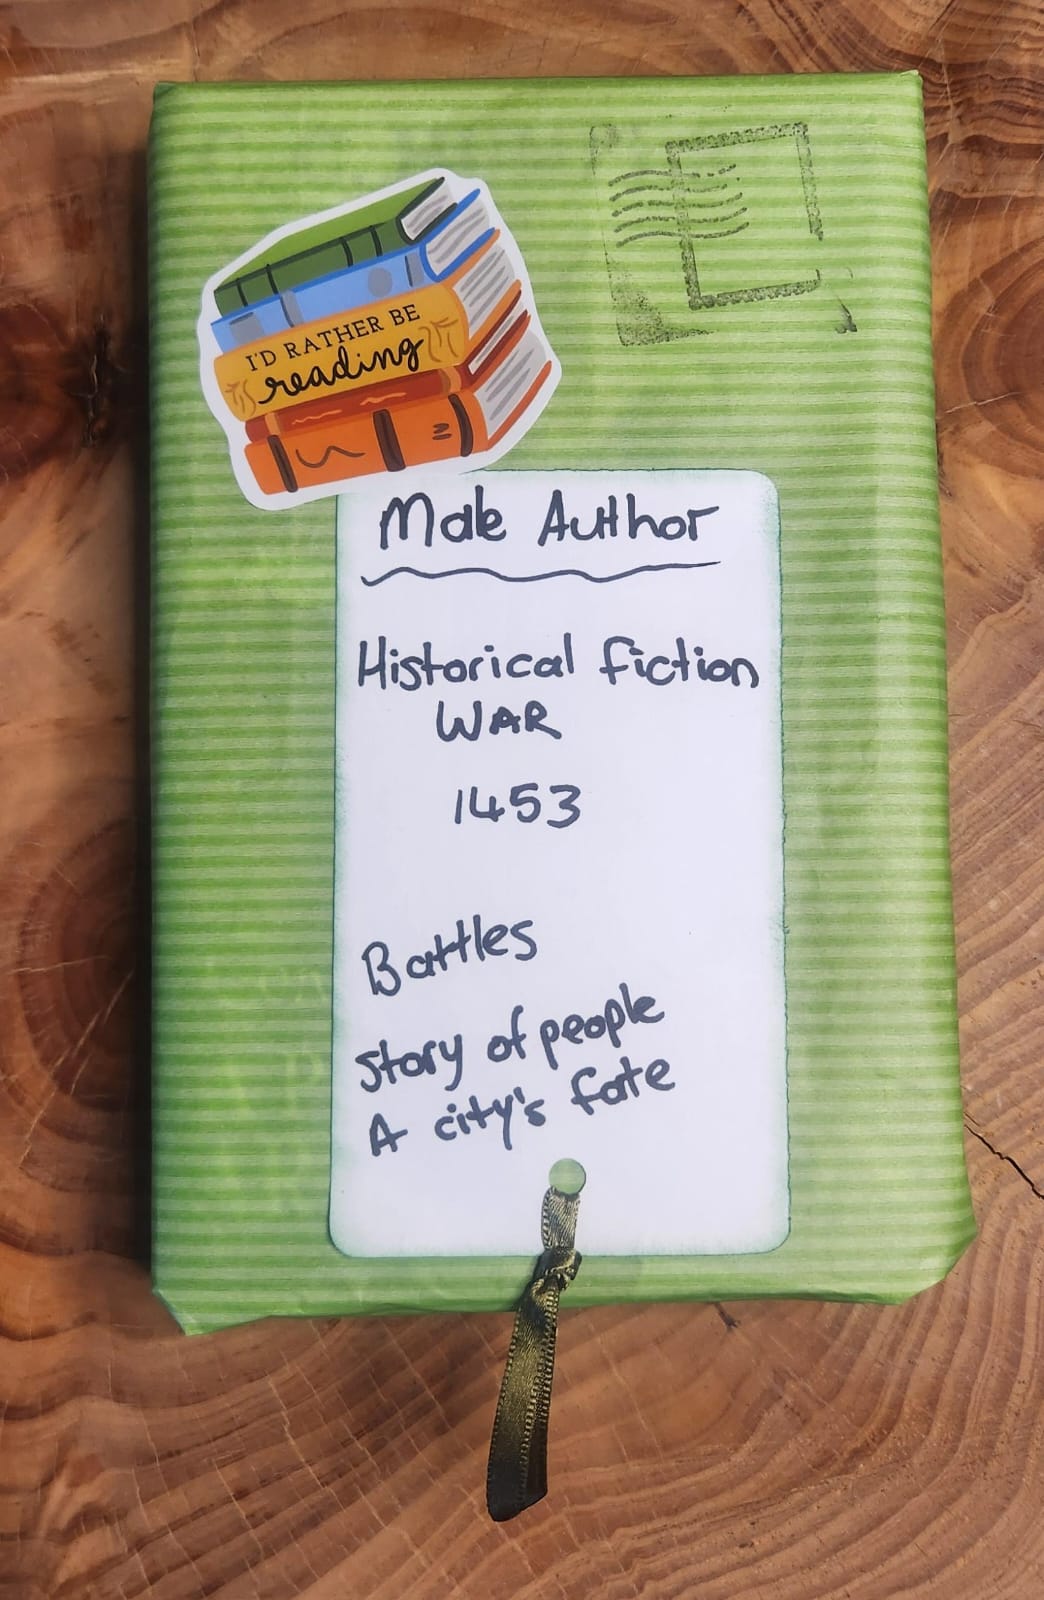 I'D RATHER BE
reading
Male Author
Historical fiction
WAR
1453
Battles
Story of people
A city's fate